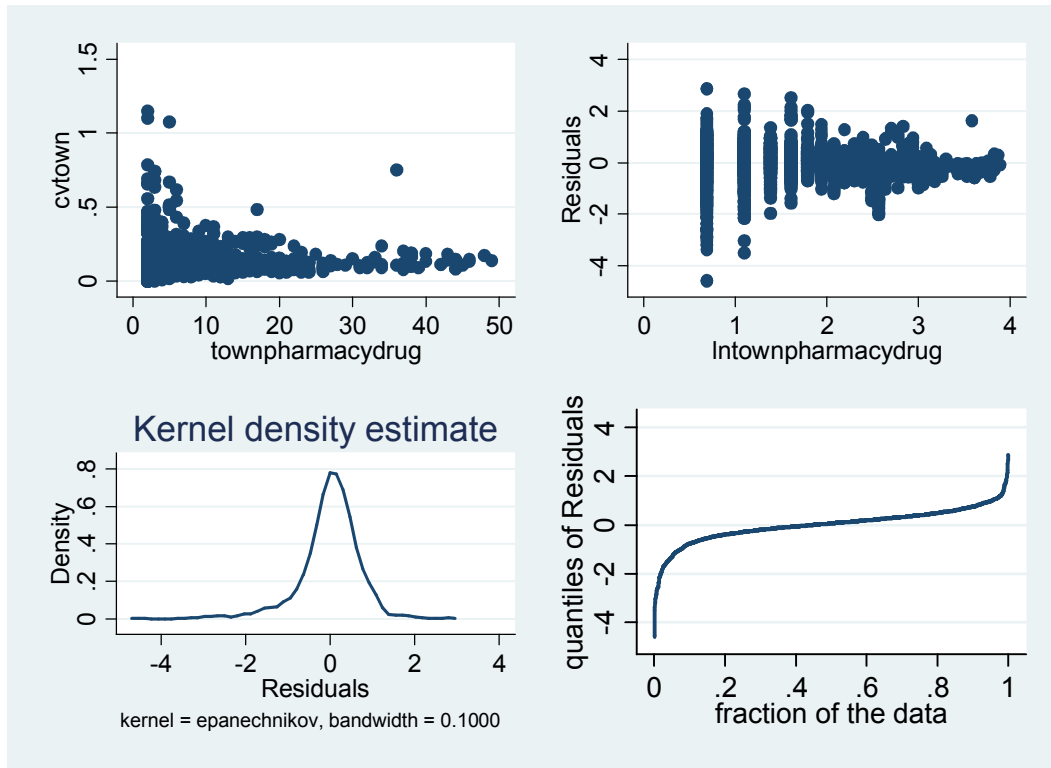 cvtown
1.5
1
.5
0
0 10 20 30 40 50
townpharmacydrug
Residuals
4
2
0
-2
-4
0 1 2 3 4
lntownpharmacydrug
Kernel density estimate
Density
.8
.6
.4
.2
0
-4 -2 0 2 4
Residuals
kernel = epanechnikov, bandwidth = 0.1000
quantiles of Residuals
4
2
0
-2
-4
0 .2 .4 .6 .8 1
fraction of the data